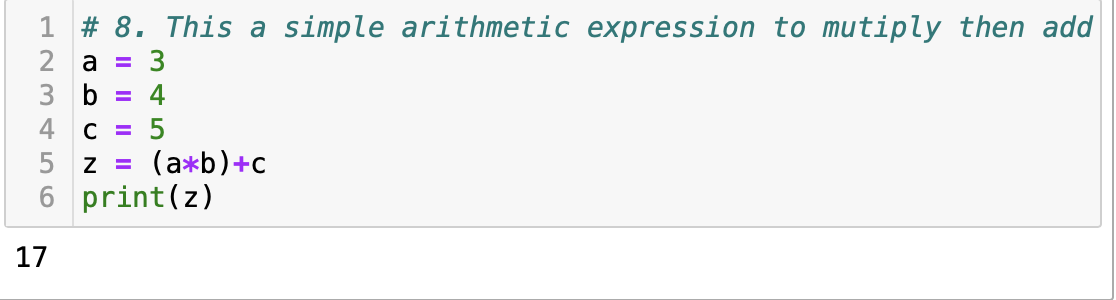 1 # 8. This a simple arithmetic expression to mutiply then add
2 a = 3
3 b = 4
4 c = 5
5 z = (a*b)+c
6 print(z)
17